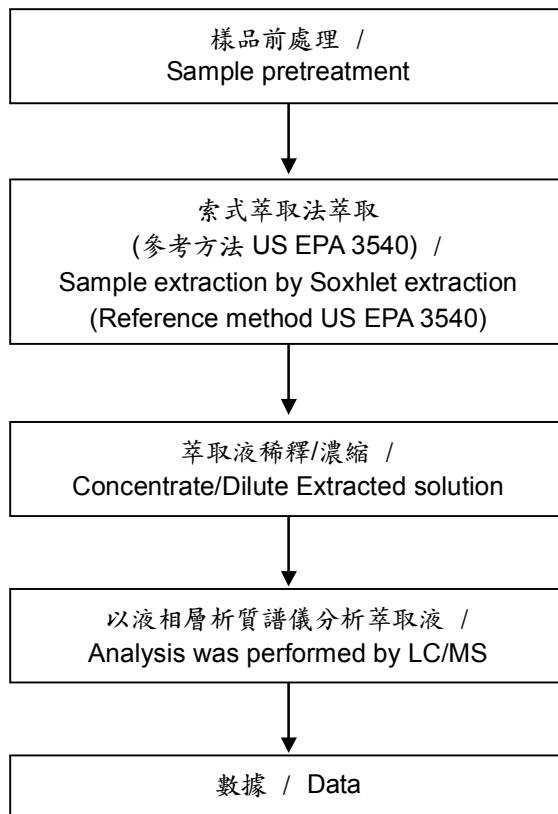 樣品前處理 /
Sample pretreatment
索式萃取法萃取
(參考方法 US EPA 3540) /
Sample extraction by Soxhlet extraction
(Reference method US EPA 3540)
萃取液稀釋/濃縮 /
Concentrate/Dilute Extracted solution
以液相層析質譜儀分析萃取液 /
Analysis was performed by LC/MS
數據 / Data